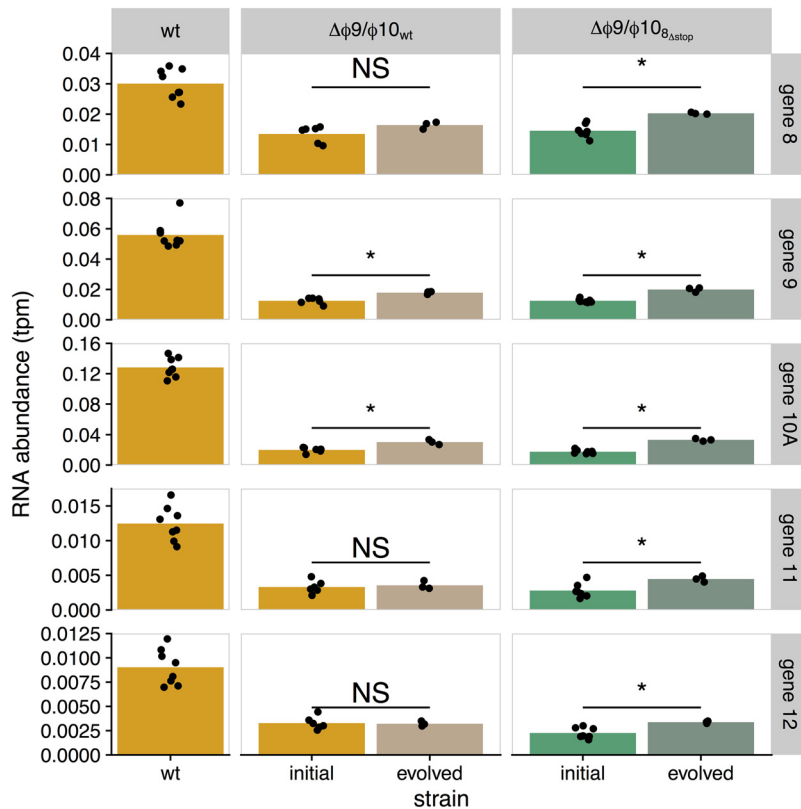 wt
Δϕ9/ϕ10wt
Δϕ9/ϕ108Δstop
RNA abundance (tpm)
0.04
0.03
0.02
0.01
0.00
NS
*
gene 8
0.08
0.06
0.04
0.02
0.00
*
*
gene 9
0.16
0.12
0.08
0.04
0.00
*
*
gene 10A
0.015
0.010
0.005
0.000
NS
*
gene 11
0.0125
0.0100
0.0075
0.0050
0.0025
0.0000
NS
*
gene 12
wt
initial
evolved
initial
evolved
strain